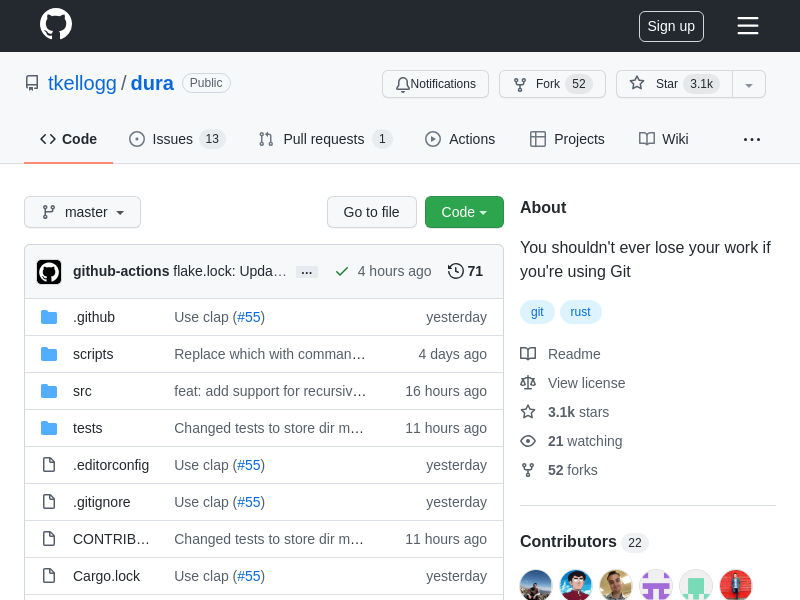 Sign up
tkellogg / dura Public
Notifications Fork 52 Star 3.1k
Code Issues 13 Pull requests 1 Actions Projects Wiki ...
master Go to file Code
github-actions flake.lock: Upda… ... 4 hours ago 71
.github Use clap (#55) yesterday
scripts Replace which with comman… 4 days ago
src feat: add support for recursiv… 16 hours ago
tests Changed tests to store dir m… 11 hours ago
.editorconfig Use clap (#55) yesterday
.gitignore Use clap (#55) yesterday
CONTRIB… Changed tests to store dir m… 11 hours ago
Cargo.lock Use clap (#55) yesterday
About
You shouldn't ever lose your work if
you're using Git
git rust
Readme
View license
3.1k stars
21 watching
52 forks
Contributors 22